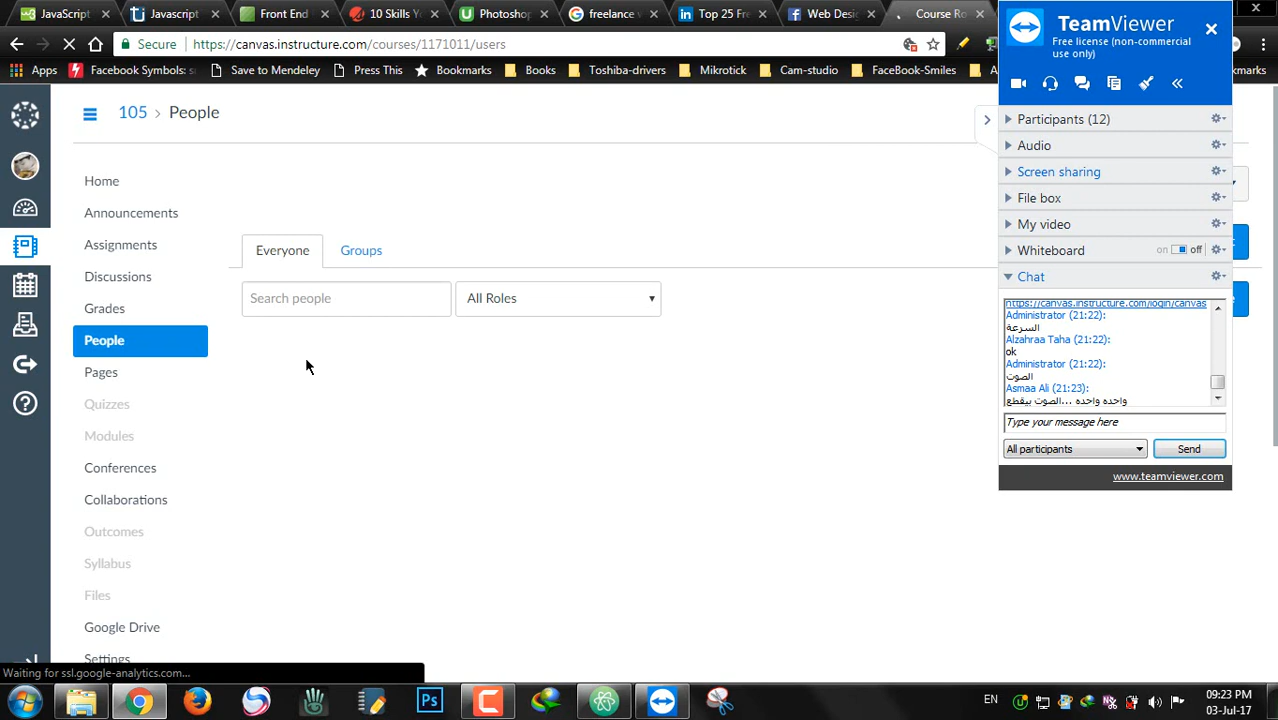 JavaScript
Javascript
Front End
10 Skills Y
Photoshop
freelance w
Top 25 Fre
Web Desig
Course Ro
Secure
https://canvas.instructure.com/courses/1171011/users
Apps
Facebook Symbols: s
Save to Mendeley
Press This
Bookmarks
Books
Toshiba-drivers
Mikrotick
Cam-studio
FaceBook-Smiles
TeamViewer
Free license (non-commercial
use only)
Participants (12)
Audio
Screen sharing
File box
My video
Whiteboard
on off
Chat
https://canvas.instructure.com/login/canvas
Administrator (21:22):
السرعة
Alzahraa Taha (21:22):
ok
Administrator (21:22):
الصوت
Asmaa Ali (21:23):
واحده واحده ...الصوت بيقطع
Type your message here
All participants
Send
www.teamviewer.com
105 > People
Home
Announcements
Assignments
Discussions
Grades
People
Pages
Quizzes
Modules
Conferences
Collaborations
Outcomes
Syllabus
Files
Google Drive
Settings
Everyone
Groups
Search people
All Roles
Waiting for ssl.google-analytics.com...
EN
09:23 PM
03-Jul-17